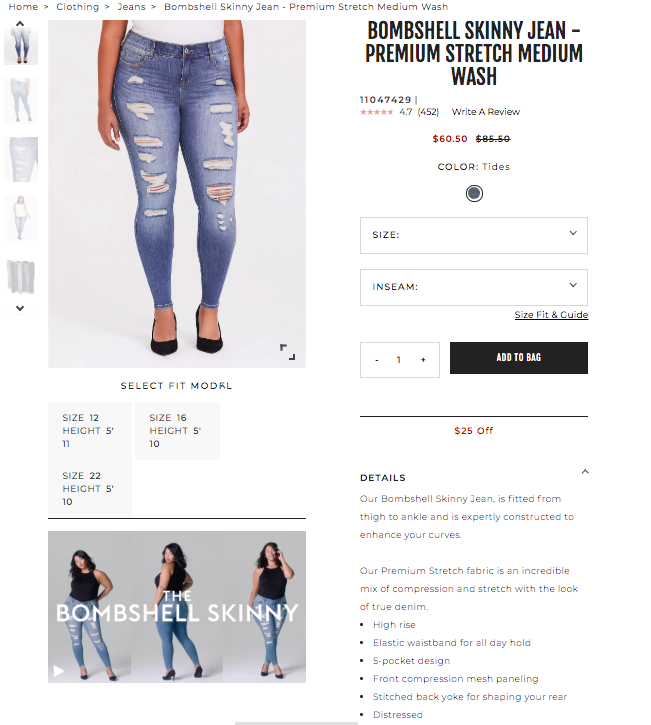 Home > Clothing > Jeans > Bombshell Skinny Jean - Premium Stretch Medium Wash
BOMBSHELL SKINNY JEAN -
PREMIUM STRETCH MEDIUM
WASH
11047429 |
4.7 (452) Write A Review
$60.50 $85.50
COLOR: Tides
SIZE:
INSEAM:
Size Fit & Guide
- 1 +
ADD TO BAG
$25 Off
DETAILS
Our Bombshell Skinny Jean, is fitted from
thigh to ankle and is expertly constructed to
enhance your curves.
Our Premium Stretch fabric is an incredible
mix of compression and stretch with the look
of true denim.
• High rise
• Elastic waistband for all day hold
• 5-pocket design
• Front compression mesh paneling
• Stitched back yoke for shaping your rear
• Distressed
SELECT FIT MODEL
SIZE 12
HEIGHT 5'
11
SIZE 16
HEIGHT 5'
10
SIZE 22
HEIGHT 5'
10
THE
BOMBSHELL SKINNY